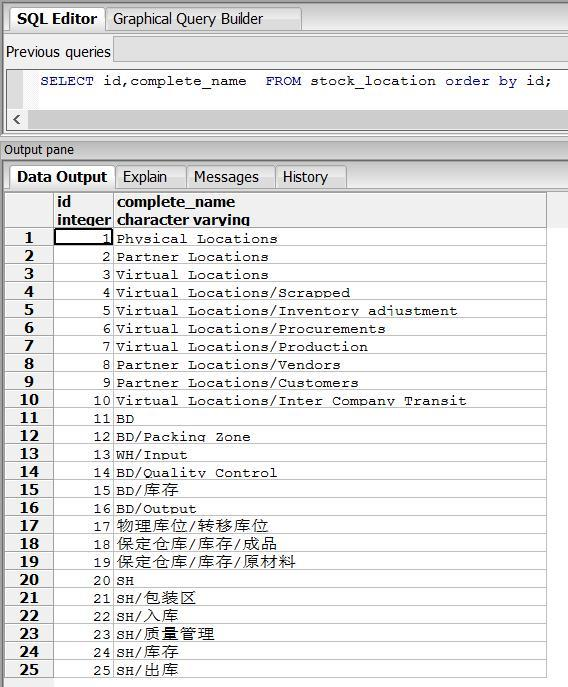 SQL Editor Graphical Query Builder
Previous queries
SELECT id,complete_name FROM stock_location order by id;
Output pane
Data Output Explain Messages History
id complete_name
integer character varying
1 1 Physical Locations
2 2 Partner Locations
3 3 Virtual Locations
4 4 Virtual Locations/Scrapped
5 5 Virtual Locations/Inventory adjustment
6 6 Virtual Locations/Procurements
7 7 Virtual Locations/Production
8 8 Partner Locations/Vendors
9 9 Partner Locations/Customers
10 10 Virtual Locations/Inter Company Transit
11 11 BD
12 12 BD/Packing Zone
13 13 WH/Input
14 14 BD/Quality Control
15 15 BD/库存
16 16 BD/Output
17 17 物理库位/转移库位
18 18 保定仓库/库存/成品
19 19 保定仓库/库存/原材料
20 20 SH
21 21 SH/包装区
22 22 SH/入库
23 23 SH/质量管理
24 24 SH/库存
25 25 SH/出库